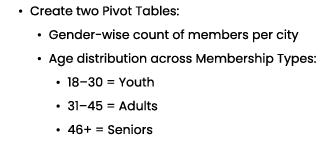 • Create two Pivot Tables:
• Gender-wise count of members per city
• Age distribution across Membership Types:
• 18–30 = Youth
• 31–45 = Adults
• 46+ = Seniors